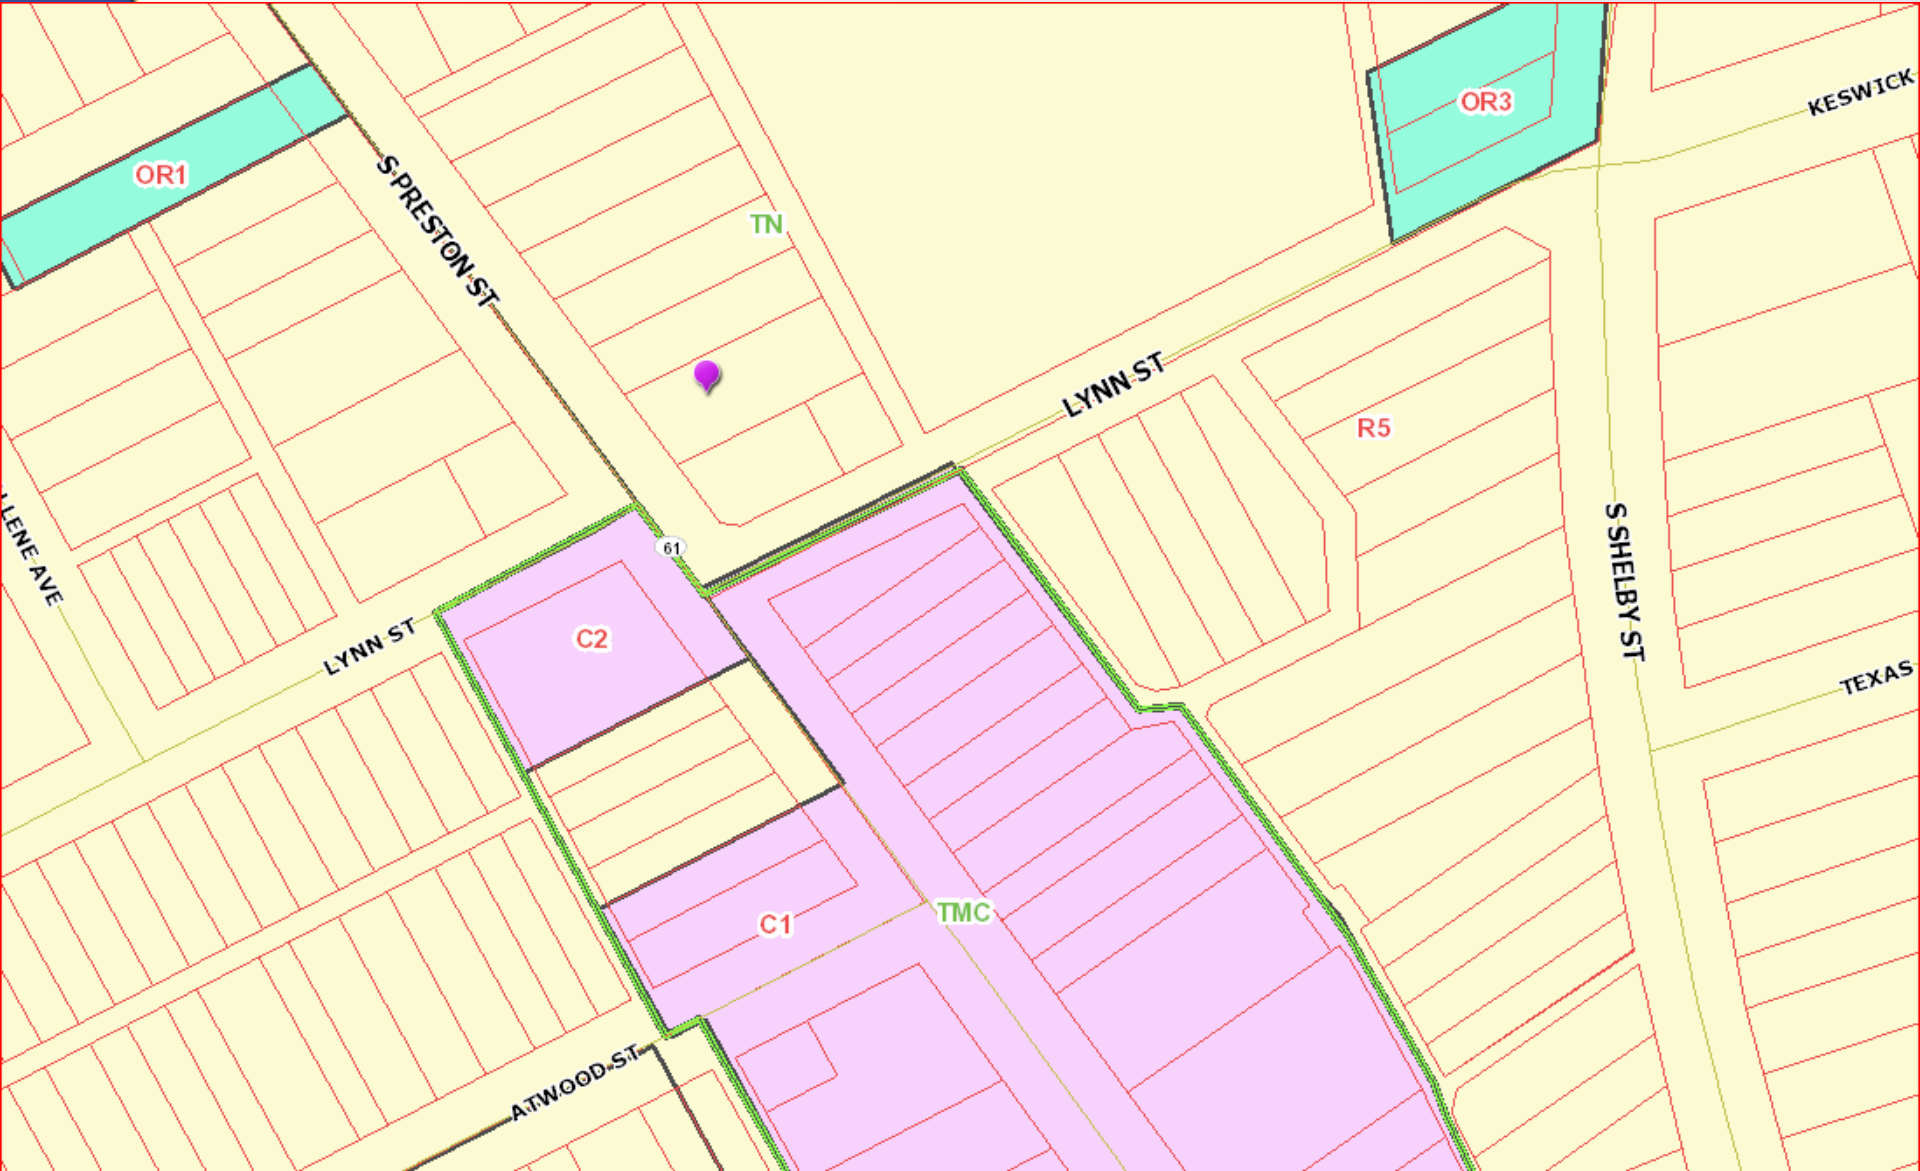 KESWICK
OR3
OR1
S PRESTON ST
TN
LYNN ST
R5
61
C2
LYNN ST
S SHELBY ST
TEXAS
C1
TMC
ATWOOD ST